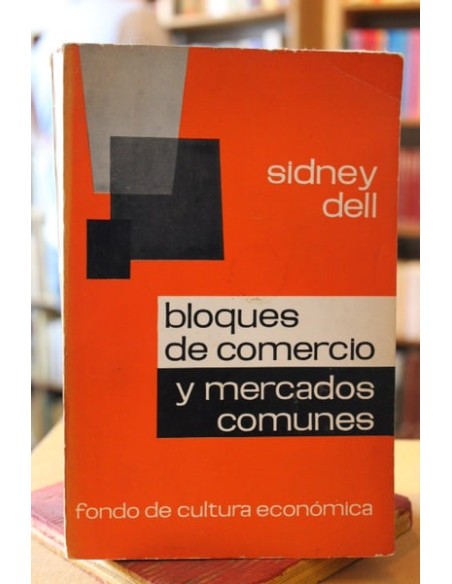 sidney
dell
bloques
de comercio
y mercados
comunes
fondo de cultura económica